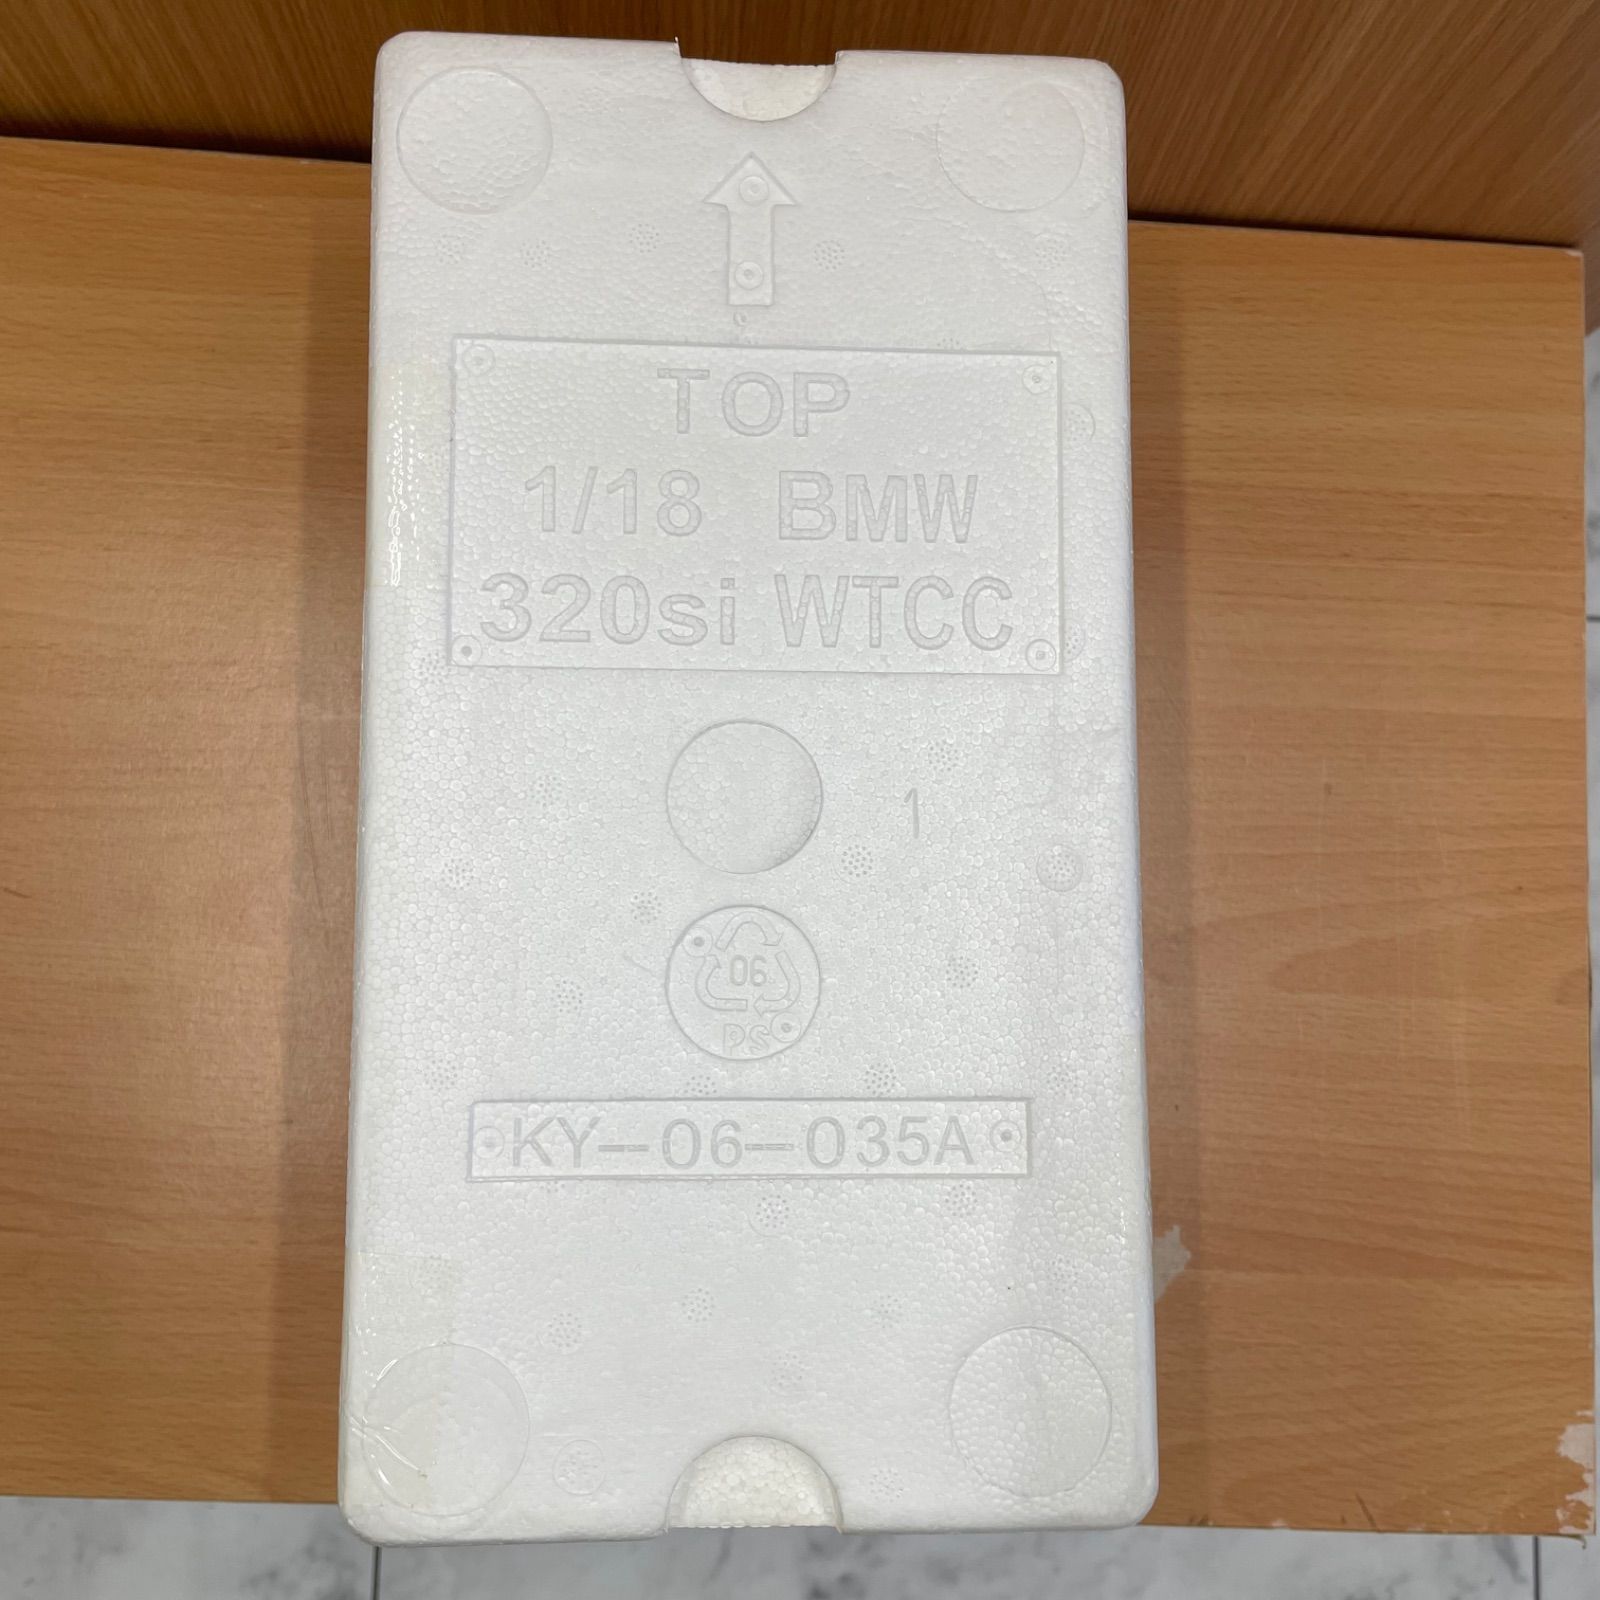 TOP
1/18 BMW
320si WTCC
1
06
PS
KY-06-035A